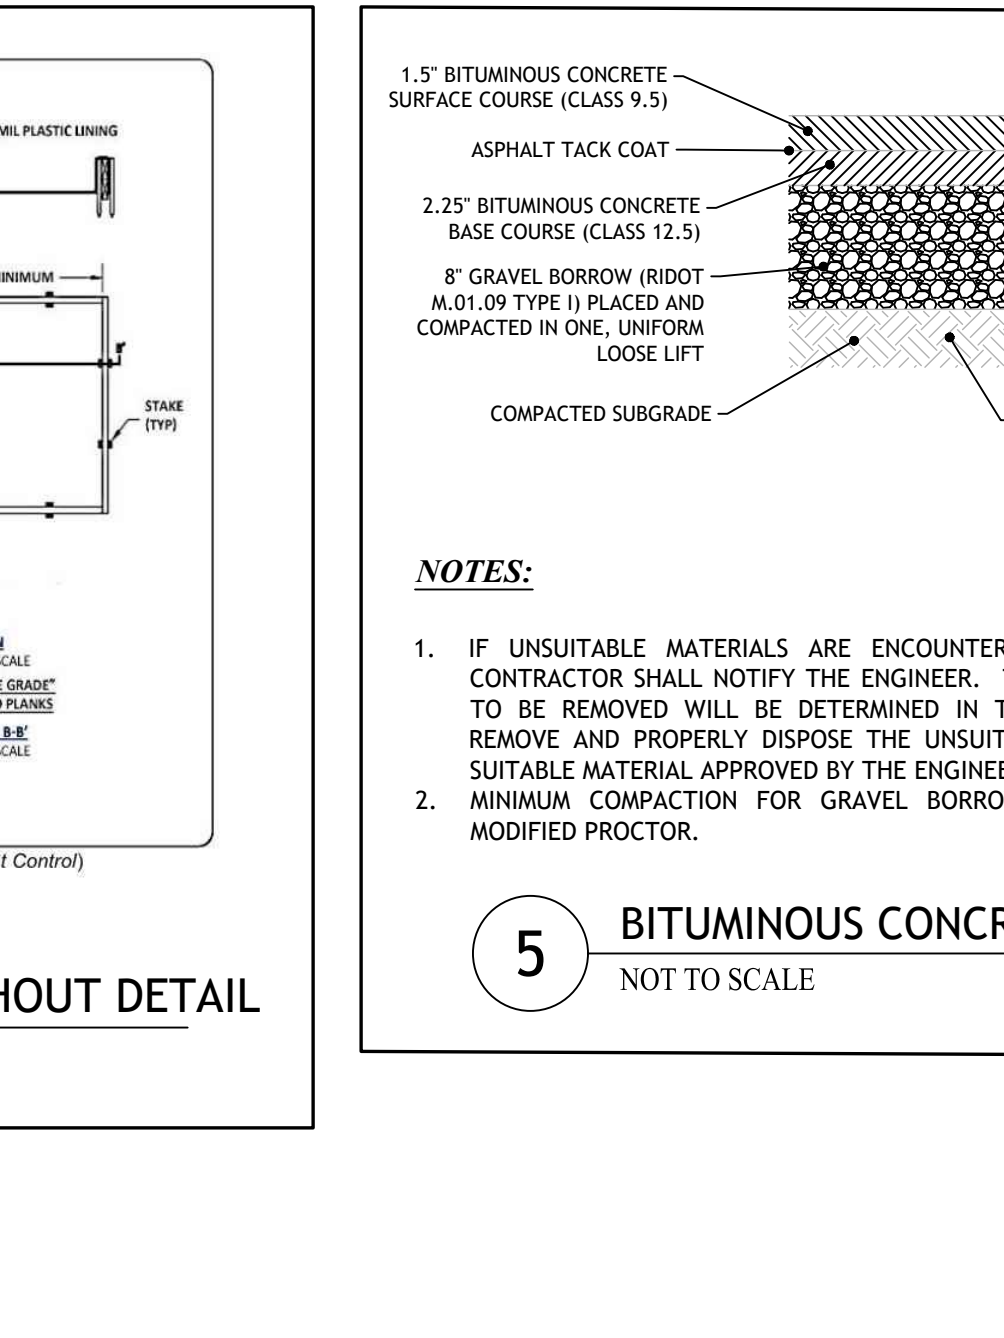 MIL PLASTIC LINING
STAKE
(TYP)
B'
SCALE
GRADE"
PLANKS
B-B'
SCALE
Control)
DETAIL
1.5" BITUMINOUS CONCRETE
SURFACE COURSE (CLASS 9.5)
ASPHALT TACK COAT
2.25" BITUMINOUS CONCRETE
BASE COURSE (CLASS 12.5)
8" GRAVEL BORROW (RIDOT
M.01.09 TYPE I) PLACED AND
COMPACTED IN ONE, UNIFORM
LOOSE LIFT
COMPACTED SUBGRADE
NOTES:
1. IF UNSUITABLE MATERIALS ARE ENCOUNTER
CONTRACTOR SHALL NOTIFY THE ENGINEER. T
TO BE REMOVED WILL BE DETERMINED IN T
REMOVE AND PROPERLY DISPOSE THE UNSUIT
SUITABLE MATERIAL APPROVED BY THE ENGINEE
2. MINIMUM COMPACTION FOR GRAVEL BORRO
MODIFIED PROCTOR.
5
BITUMINOUS CONCR
NOT TO SCALE